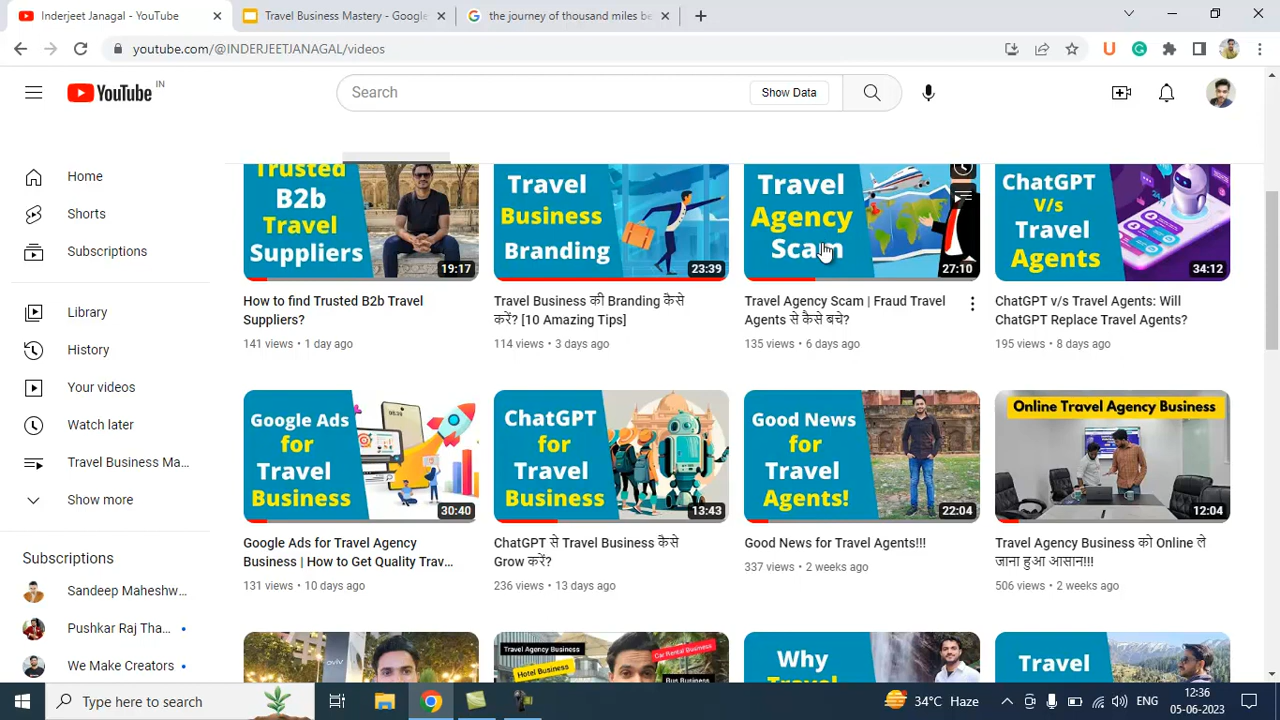 Inderjeet Janagal - YouTube
Travel Business Mastery - Google
the journey of thousand miles be
youtube.com/@INDERJEETJANAGAL/videos
YouTube IN
Search
Show Data
Home
Shorts
Subscriptions
Library
History
Your videos
Watch later
Travel Business Ma...
Show more
Subscriptions
Sandeep Maheshw...
Pushkar Raj Tha...
We Make Creators
Trusted
B2b
Travel
Suppliers
19:17
How to find Trusted B2b Travel
Suppliers?
141 views • 1 day ago
Travel
Business
Branding
23:39
Travel Business की Branding कैसे
करें? [10 Amazing Tips]
114 views • 3 days ago
Travel
Agency
Scam
27:10
Travel Agency Scam | Fraud Travel
Agents से कैसे बचे?
135 views • 6 days ago
ChatGPT
V/s
Travel
Agents
34:12
ChatGPT v/s Travel Agents: Will
ChatGPT Replace Travel Agents?
195 views • 8 days ago
Google Ads
for
Travel
Business
30:40
Google Ads for Travel Agency
Business | How to Get Quality Trav...
131 views • 10 days ago
ChatGPT
for
Travel
Business
13:43
ChatGPT से Travel Business कैसे
Grow करें?
236 views • 13 days ago
Good News
for
Travel
Agents!
22:04
Good News for Travel Agents!!!
337 views • 2 weeks ago
Online Travel Agency Business
12:04
Travel Agency Business को Online ले
जाना हुआ आसान!!!
506 views • 2 weeks ago
oviv
Travel Agency Business
Hotel Business
Car Rental Business
Bus Business
Why
Travel
Travel
Type here to search
34°C Haze
ENG
12:36
05-06-2023